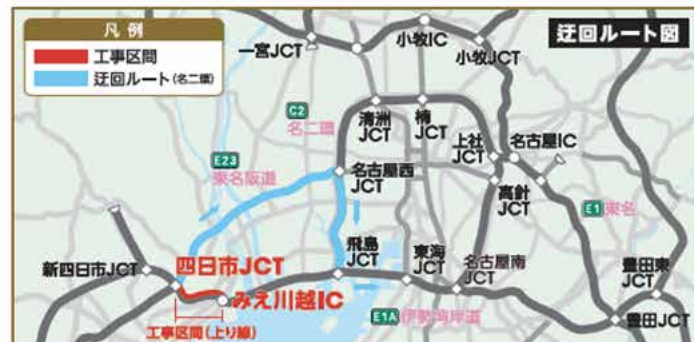 凡例
工事区間
迂回ルート(名二環)
迂回ルート図
一宮JCT
小牧IC
小牧JCT
C2
名二環
清洲
JCT
楠
JCT
上社
JCT
名古屋IC
E23
東名阪道
名古屋西
JCT
高針
JCT
E1 東名
新四日市JCT
四日市JCT
飛島
JCT
東海
JCT
名古屋南
JCT
豊田東
JCT
みえ川越IC
工事区間(上り線)
E1A 伊勢湾岸道
豊田JCT